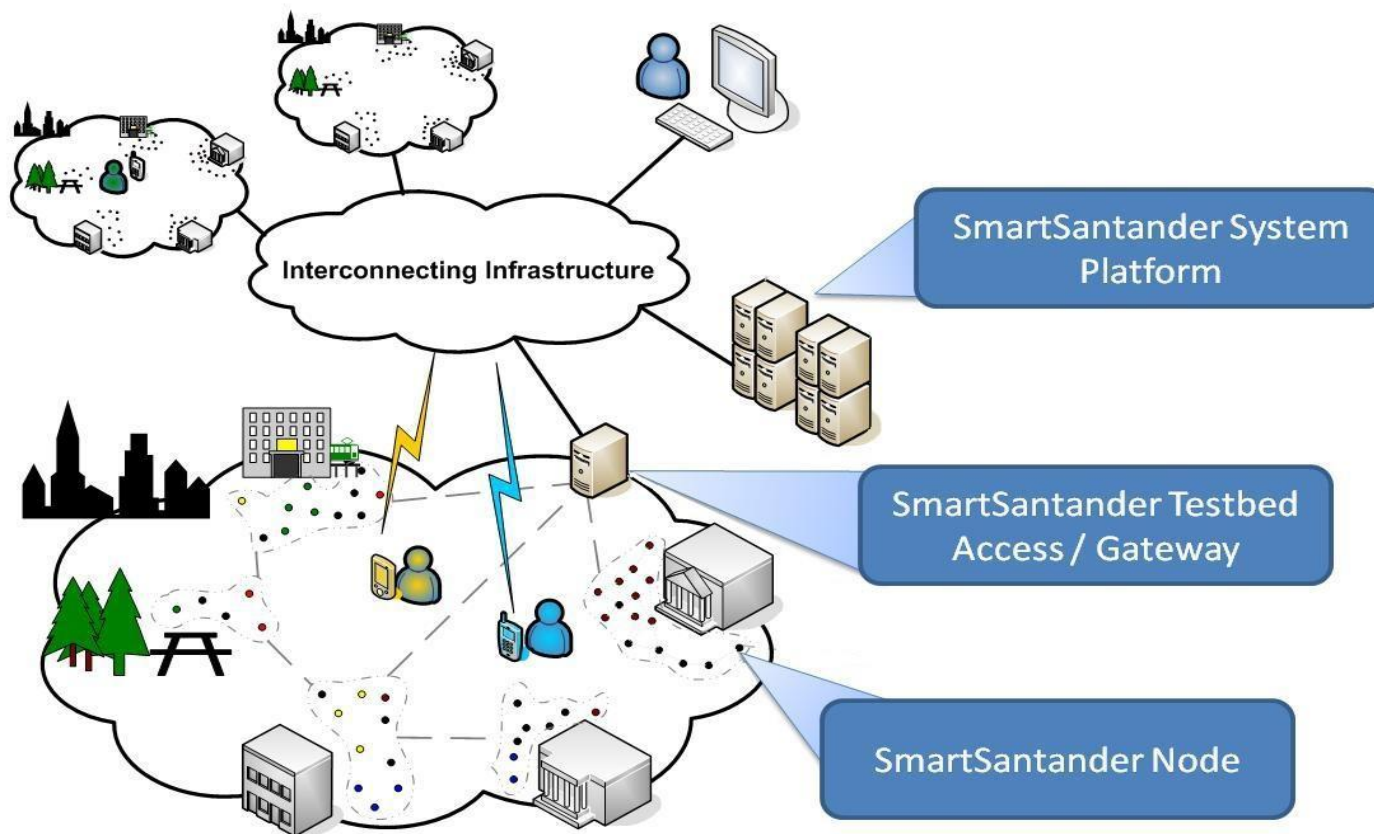 Interconnecting Infrastructure
SmartSantander System
Platform
SmartSantander Testbed
Access / Gateway
SmartSantander Node